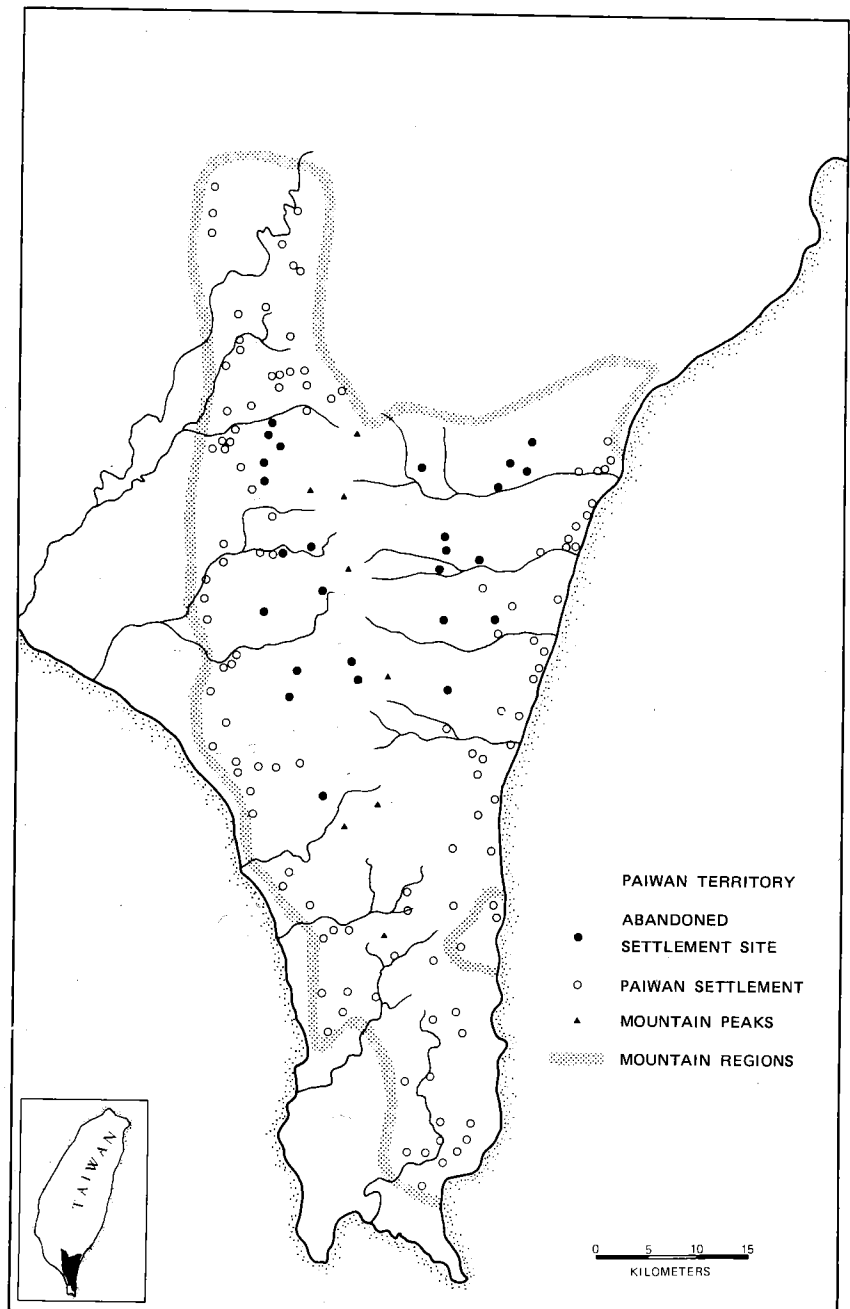 PAIWAN TERRITORY
ABANDONED
SETTLEMENT SITE
PAIWAN SETTLEMENT
MOUNTAIN PEAKS
MOUNTAIN REGIONS
TAIWAN
0 5 10 15
KILOMETERS